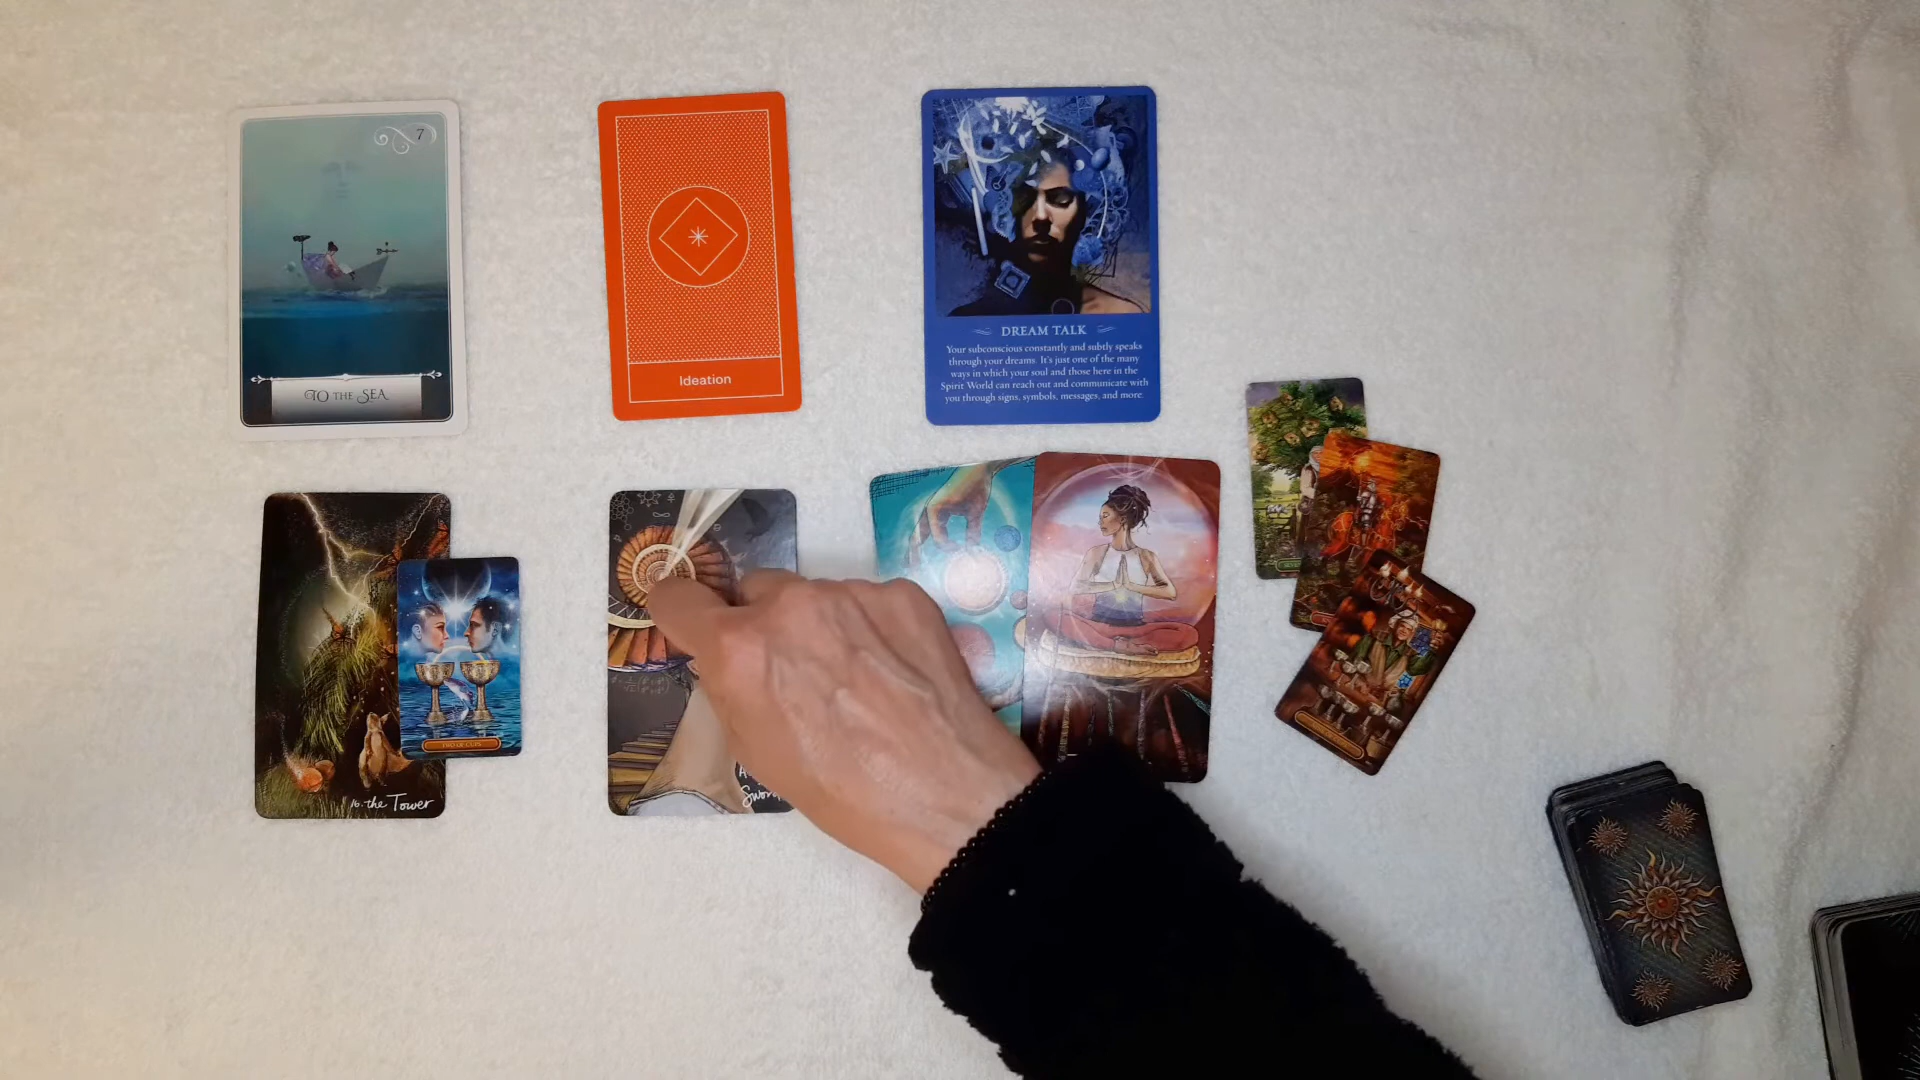 7
TO THE SEA
Ideation
DREAM TALK
Your subconscious constantly and subtly speaks
through your dreams. It's just one of the many
ways in which your soul and those here in the
Spirit World can reach out and communicate with
you through signs, symbols, messages, and more.
16. the Tower
TWO OF CUPS